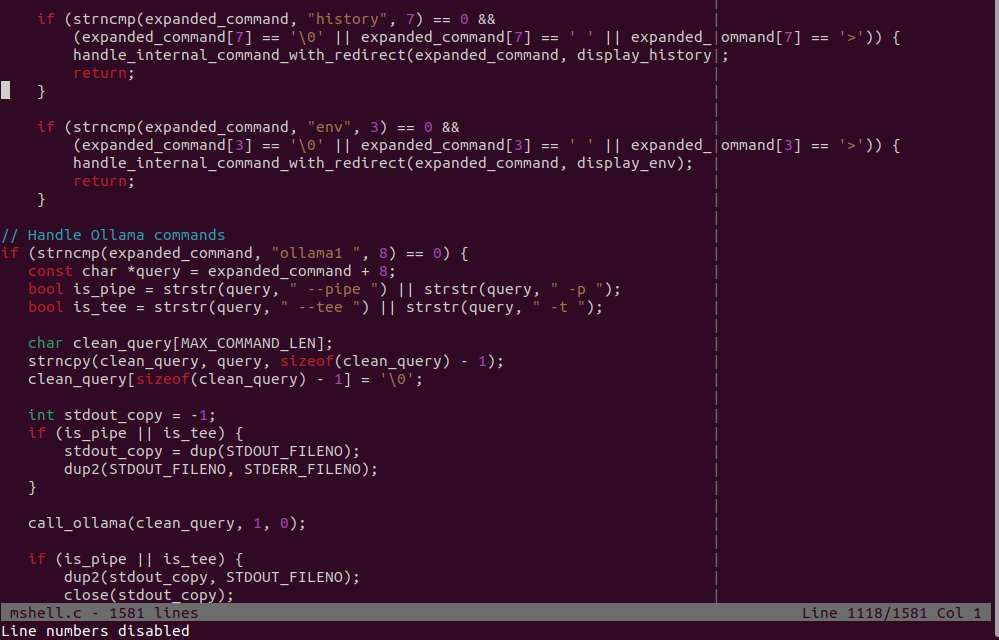 if (strncmp(expanded_command, "history", 7) == 0 &&
        (expanded_command[7] == '\0' || expanded_command[7] == ' ' || expanded_|ommand[7] == '>')) {
        handle_internal_command_with_redirect(expanded_command, display_history|;
        return;
    }
    if (strncmp(expanded_command, "env", 3) == 0 &&
        (expanded_command[3] == '\0' || expanded_command[3] == ' ' || expanded_|ommand[3] == '>')) {
        handle_internal_command_with_redirect(expanded_command, display_env);
        return;
    }
// Handle Ollama commands
if (strncmp(expanded_command, "ollama1 ", 8) == 0) {
   const char *query = expanded_command + 8;
   bool is_pipe = strstr(query, " --pipe ") || strstr(query, " -p ");
   bool is_tee = strstr(query, " --tee ") || strstr(query, " -t ");
   char clean_query[MAX_COMMAND_LEN];
   strncpy(clean_query, query, sizeof(clean_query) - 1);
   clean_query[sizeof(clean_query) - 1] = '\0';
   int stdout_copy = -1;
   if (is_pipe || is_tee) {
       stdout_copy = dup(STDOUT_FILENO);
       dup2(STDOUT_FILENO, STDERR_FILENO);
   }
   call_ollama(clean_query, 1, 0);
   if (is_pipe || is_tee) {
       dup2(stdout_copy, STDOUT_FILENO);
       close(stdout_copy);
mshell.c - 1581 lines Line 1118/1581 Col 1
Line numbers disabled